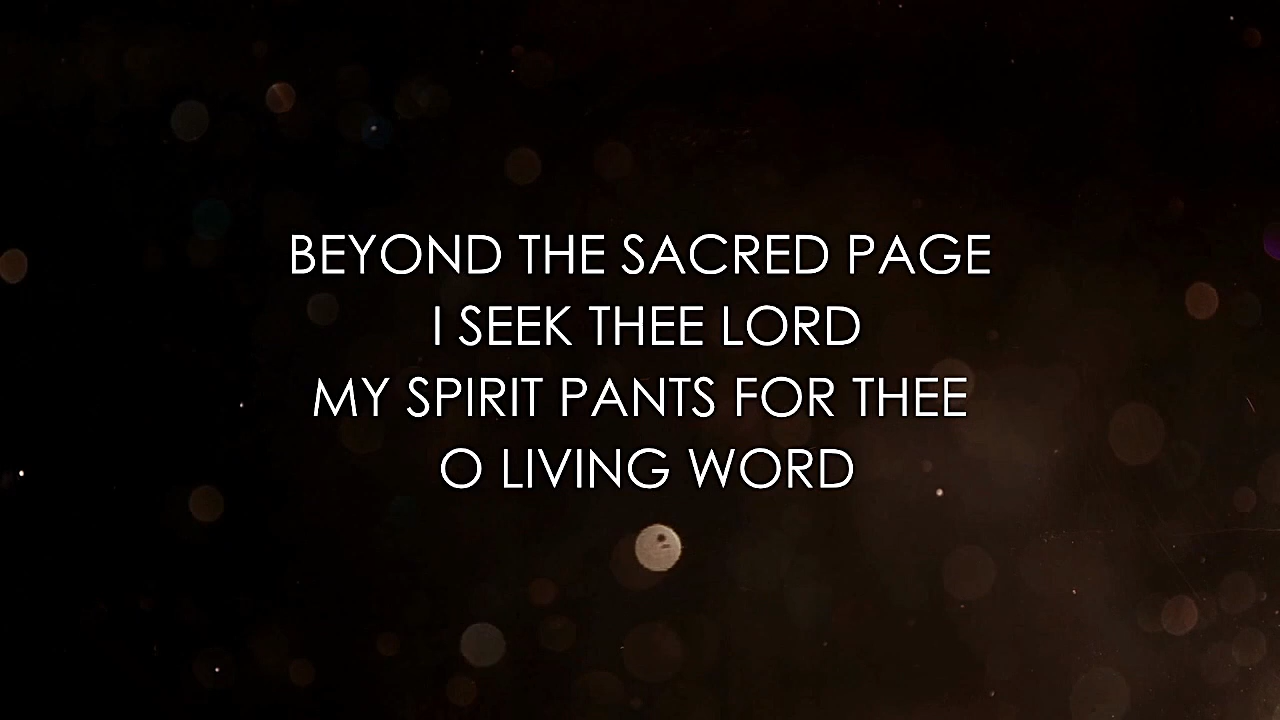 BEYOND THE SACRED PAGE
I SEEK THEE LORD
MY SPIRIT PANTS FOR THEE
O LIVING WORD